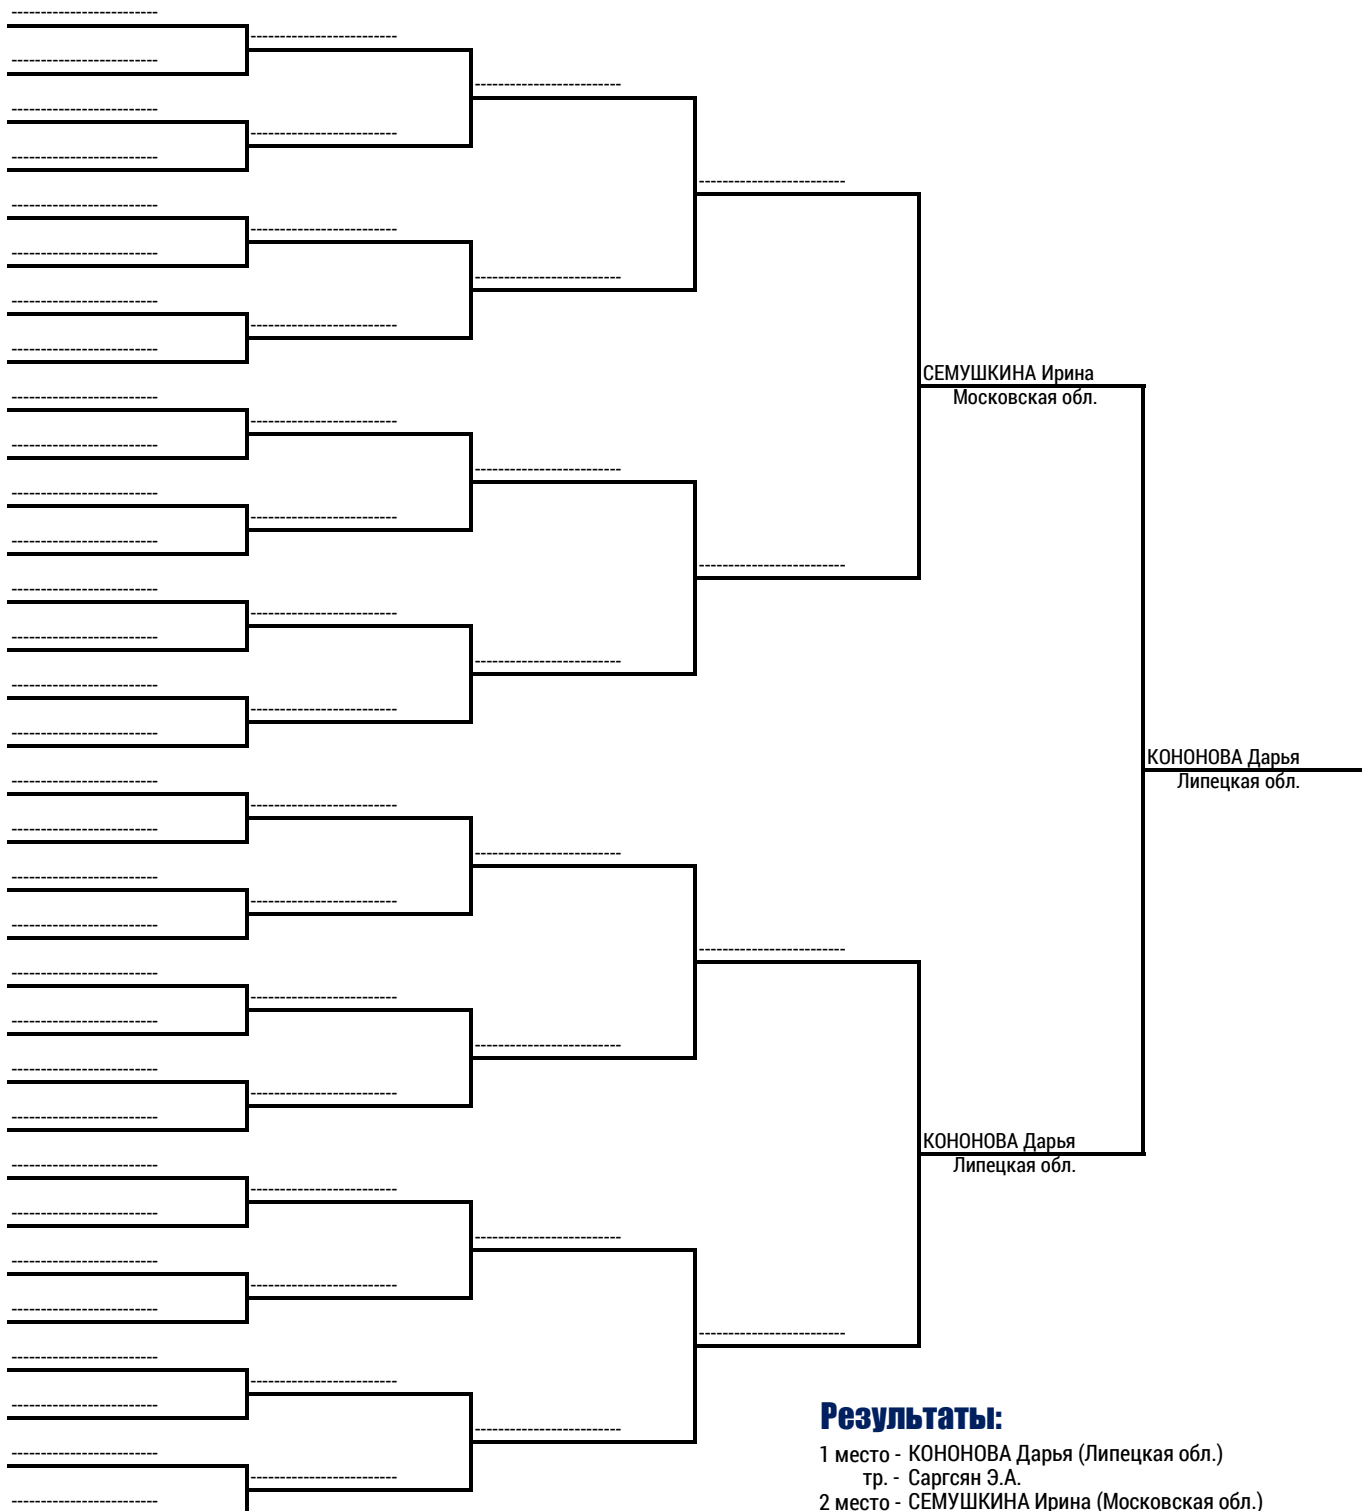 СЕМУШКИНА Ирина
Московская обл.
КОНОНОВА Дарья
Липецкая обл.
КОНОНОВА Дарья
Липецкая обл.
Результаты:
1 место - КОНОНОВА Дарья (Липецкая обл.)
тр. - Саргсян Э.А.
2 место - СЕМУШКИНА Ирина (Московская обл.)